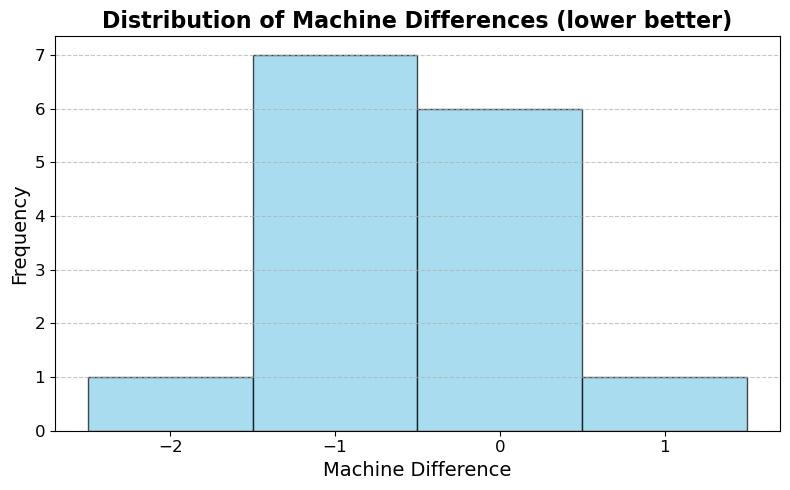 Distribution of Machine Differences (lower better)
Frequency
7
6
5
4
3
2
1
0
−2 −1 0 1
Machine Difference